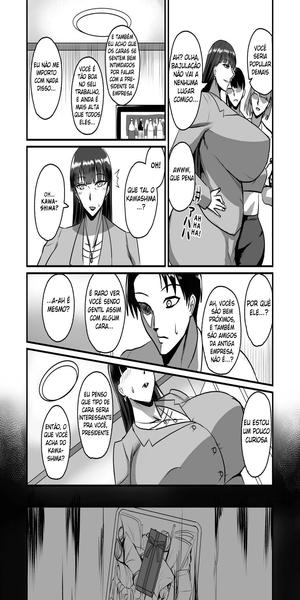 VOCÊ
SERIA
POPULAR
DEMAIS
AH? OLHA,
BAJULAÇÃO
NÃO VAI A
NENHUM
LUGAR
COMIGO...
E TAMBÉM
EU ACHO QUE
OS CARAS SE
SENTEM BEM
INTIMIDADOS
POR FALAR
COM A PRE-
SIDENTE DA
EMPRESA
VOCÊ É
TÃO BOA
NO SEU
TRABALHO,
E AINDA É
MAIS ALTA
QUE TODOS
ELES...
EU NÃO ME
IMPORTO
COM NADA
DISSO...
AWWW,
QUE PENA
AH
HA
HA!
OH!
QUE TAL O
KAWASHIMA
...?
OH...
KAWA-
SHIMA?
POR QUÊ
ELE...?
AH, VOCÊS
SÃO BEM
PRÓXIMOS,
E TAMBÉM
SÃO AMIGOS
DA ANTIGA
EMPRESA,
NÃO É...?
É RARO VER
VOCÊ SENDO
GENTIL ASSIM
COM ALGUM
CARA...
...A-AH É
MESMO?
EU ESTOU
UM POUCO
CURIOSA
EU PENSO
QUE TIPO DE
CARA SERIA
INTERESSANTE
PRA VOCÊ,
PRESIDENTE
ENTÃO, O
QUE VOCÊ
ACHA DO
KAWA-
SHIMA?